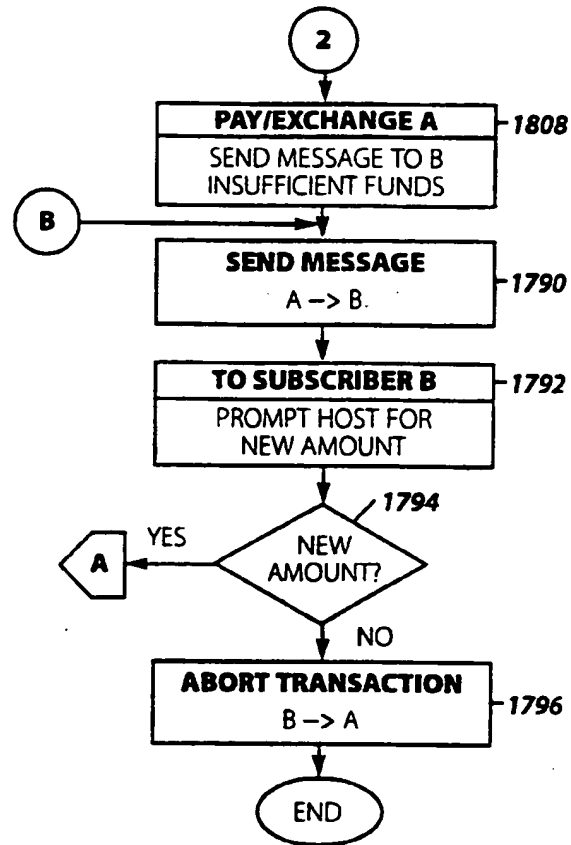 2
PAY/EXCHANGE A
1808
SEND MESSAGE TO B
INSUFFICIENT FUNDS
B
SEND MESSAGE
A -> B.
1790
TO SUBSCRIBER B
1792
PROMPT HOST FOR
NEW AMOUNT
1794
YES
A
NEW
AMOUNT?
NO
ABORT TRANSACTION
B -> A
1796
END